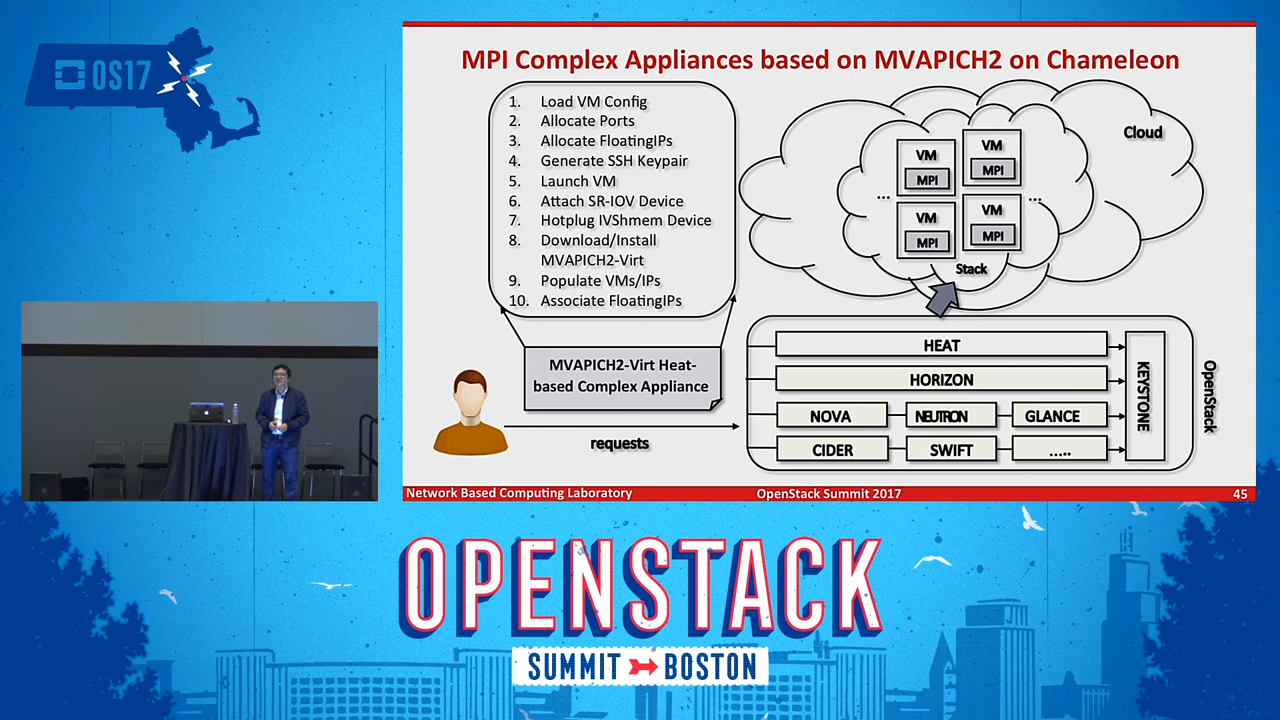 OS17
MPI Complex Appliances based on MVAPICH2 on Chameleon
1. Load VM Config
2. Allocate Ports
3. Allocate FloatingIPs
4. Generate SSH Keypair
5. Launch VM
6. Attach SR-IOV Device
7. Hotplug IVShmem Device
8. Download/Install
MVAPICH2-Virt
9. Populate VMs/IPs
10. Associate FloatingIPs
Cloud
VM
MPI
VM
MPI
...
...
VM
MPI
VM
MPI
Stack
MVAPICH2-Virt Heat-
based Complex Appliance
requests
HEAT
HORIZON
NOVA
NEUTRON
GLANCE
CIDER
SWIFT
.....
KEYSTONE
OpenStack
Network Based Computing Laboratory
OpenStack Summit 2017
45
OPENSTACK
SUMMIT BOSTON